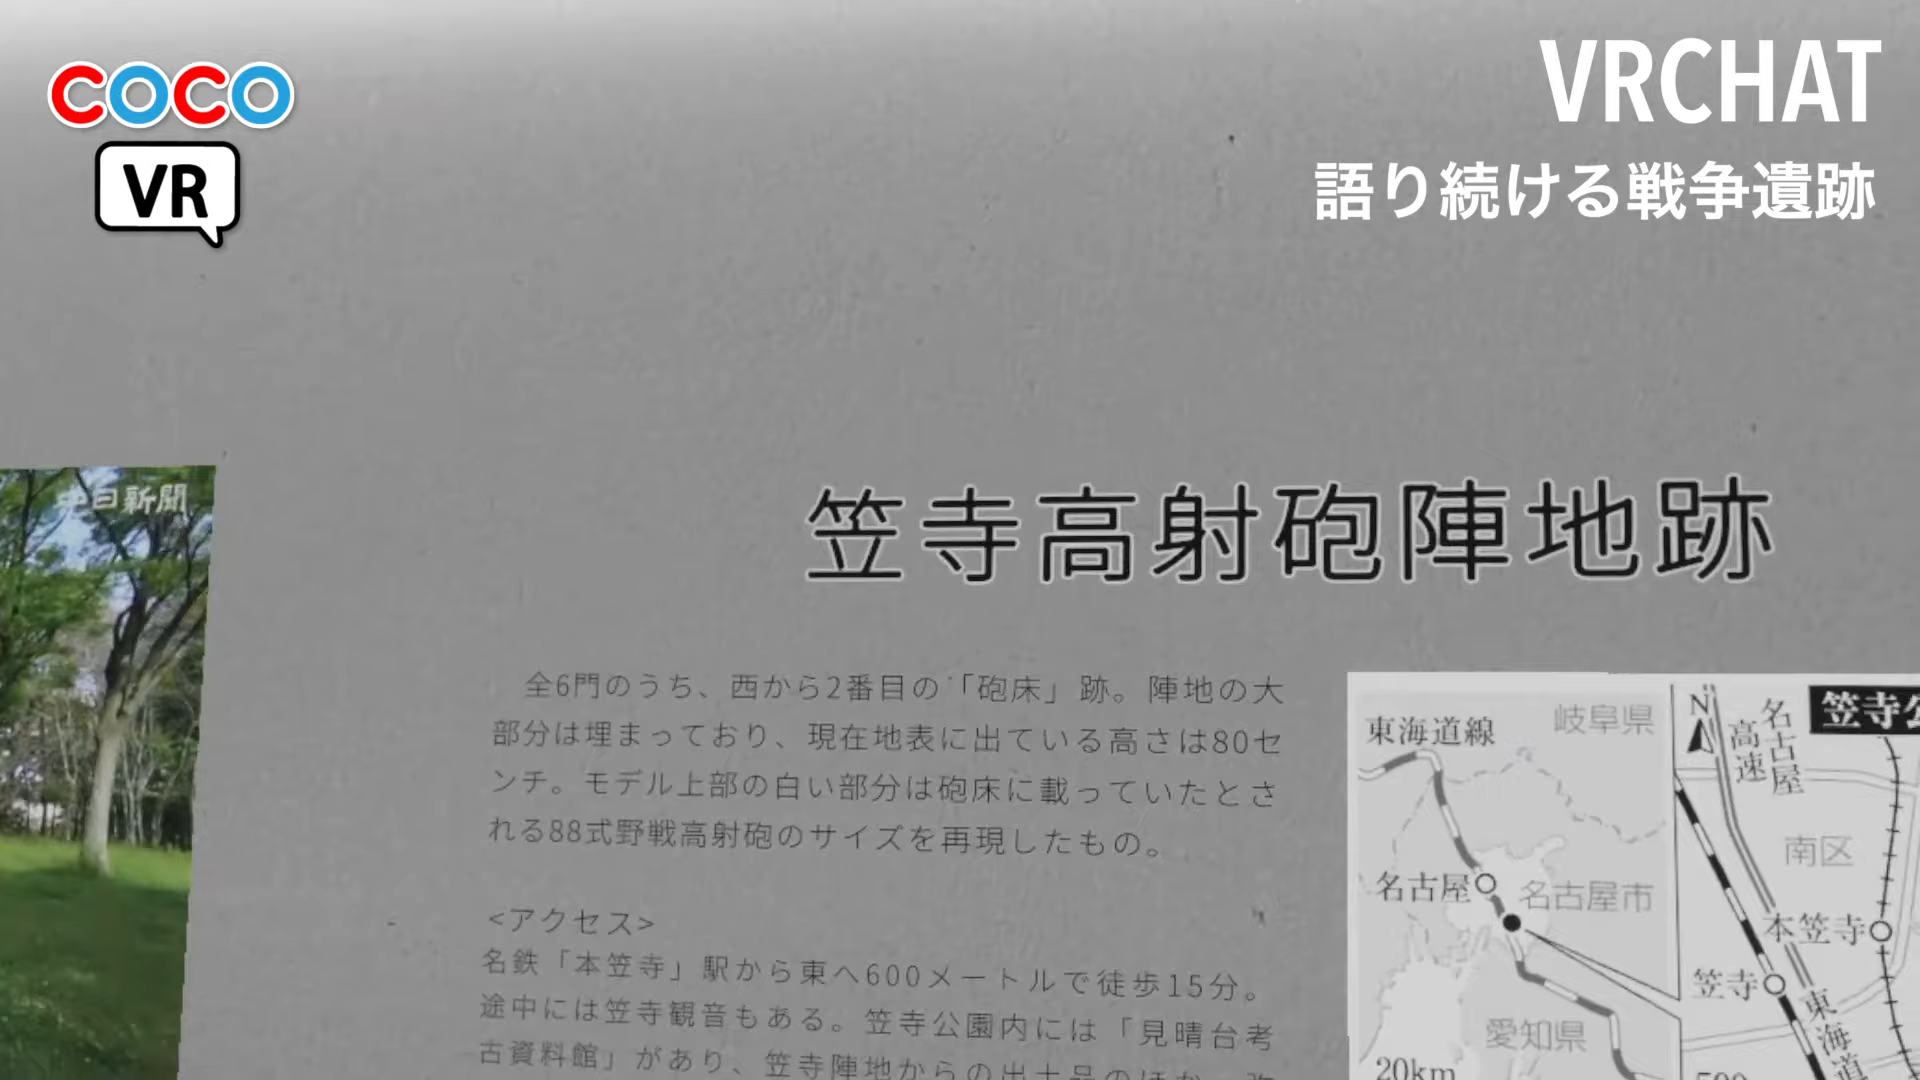 COCO
VR
VRCHAT
語り続ける戦争遺跡
中日新聞
笠寺高射砲陣地跡
全6門のうち、西から2番目の「砲床」跡。陣地の大
部分は埋まっており、現在地表に出ている高さは80セ
ンチ。モデル上部の白い部分は砲床に載っていたとさ
れる88式野戦高射砲のサイズを再現したもの。
<アクセス>
名鉄「本笠寺」駅から東へ600メートルで徒歩15分。
途中には笠寺観音もある。笠寺公園内には「見晴台考
古資料館」があり、笠寺陣地からの出土品のほか、
東海道線
岐阜県
名古屋
名古屋市
愛知県
20km
N
名古屋
高速
笠寺公
南区
本笠寺
笠寺
東海道